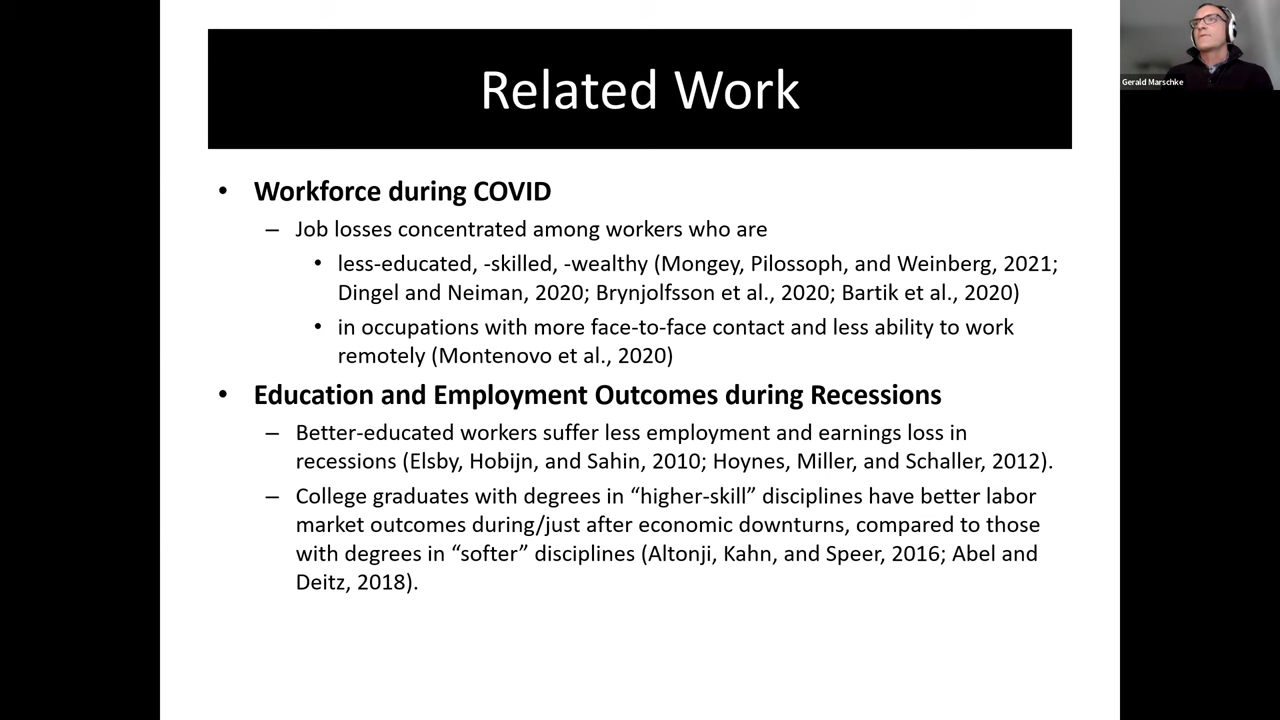 Related Work
Gerald Marschke
• Workforce during COVID
– Job losses concentrated among workers who are
• less-educated, -skilled, -wealthy (Mongey, Pilossoph, and Weinberg, 2021;
Dingel and Neiman, 2020; Brynjolfsson et al., 2020; Bartik et al., 2020)
• in occupations with more face-to-face contact and less ability to work
remotely (Montenovo et al., 2020)
• Education and Employment Outcomes during Recessions
– Better-educated workers suffer less employment and earnings loss in
recessions (Elsby, Hobijn, and Sahin, 2010; Hoynes, Miller, and Schaller, 2012).
– College graduates with degrees in “higher-skill” disciplines have better labor
market outcomes during/just after economic downturns, compared to those
with degrees in “softer” disciplines (Altonji, Kahn, and Speer, 2016; Abel and
Deitz, 2018).